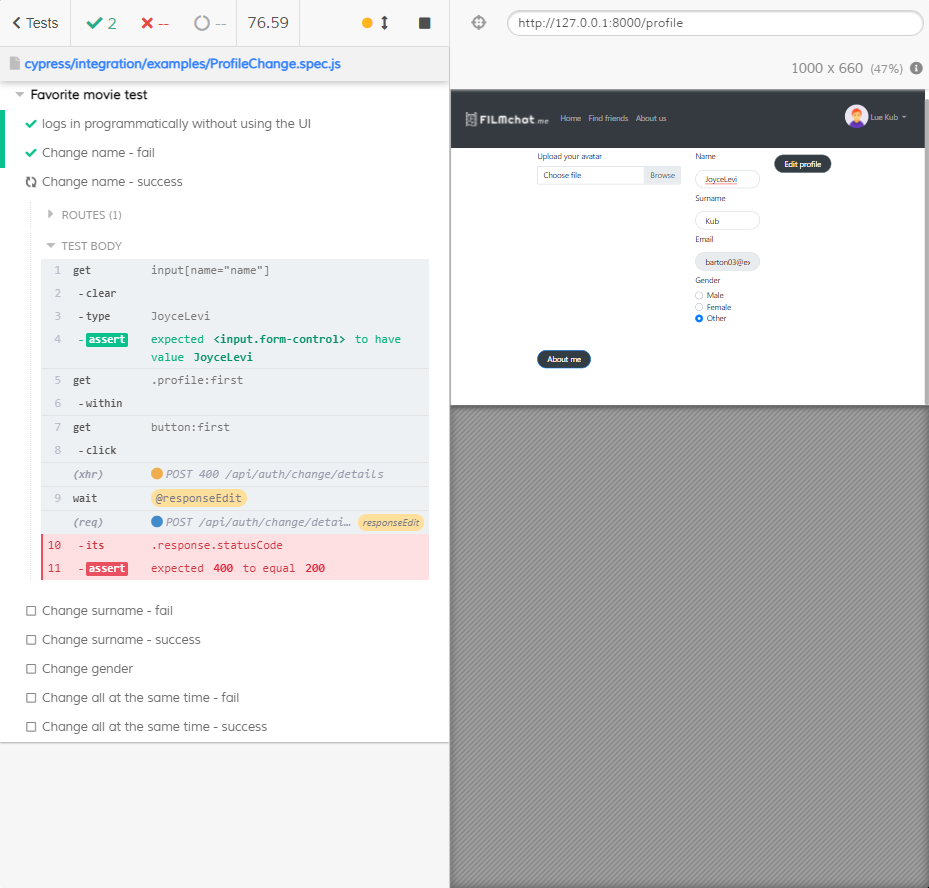 Tests
2
--
--
76.59
cypress/integration/examples/ProfileChange.spec.js
Favorite movie test
logs in programmatically without using the UI
Change name - fail
Change name - success
ROUTES (1)
TEST BODY
1 get input[name="name"]
2 -clear
3 -type JoyceLevi
4 -assert expected <input.form-control> to have
value JoyceLevi
5 get .profile:first
6 -within
7 get button:first
8 -click
(xhr) POST 400 /api/auth/change/details
9 wait @responseEdit
(req) POST /api/auth/change/detai... responseEdit
10 -its .response.statusCode
11 -assert expected 400 to equal 200
Change surname - fail
Change surname - success
Change gender
Change all at the same time - fail
Change all at the same time - success
http://127.0.0.1:8000/profile
1000 x 660 (47%)
FILMchat.me Home Find friends About us Lue Kub
Upload your avatar
Choose file Browse
Name
JoyceLevi
Surname
Kub
Email
barton03@ex
Gender
Male
Female
Other
Edit profile
About me